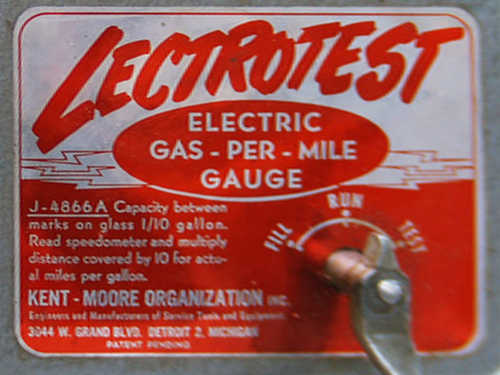 LECTROTEST
ELECTRIC
GAS - PER - MILE
GAUGE
J-4866A Capacity between
marks on glass 1/10 gallon.
Read speedometer and multiply
distance covered by 10 for actu-
al miles per gallon.
KENT - MOORE ORGANIZATION INC.
Engineers and Manufacturers of Service Tools and Equipment
3044 W. GRAND BLVD. DETROIT 2, MICHIGAN
PATENT PENDING
FILL
RUN
TEST